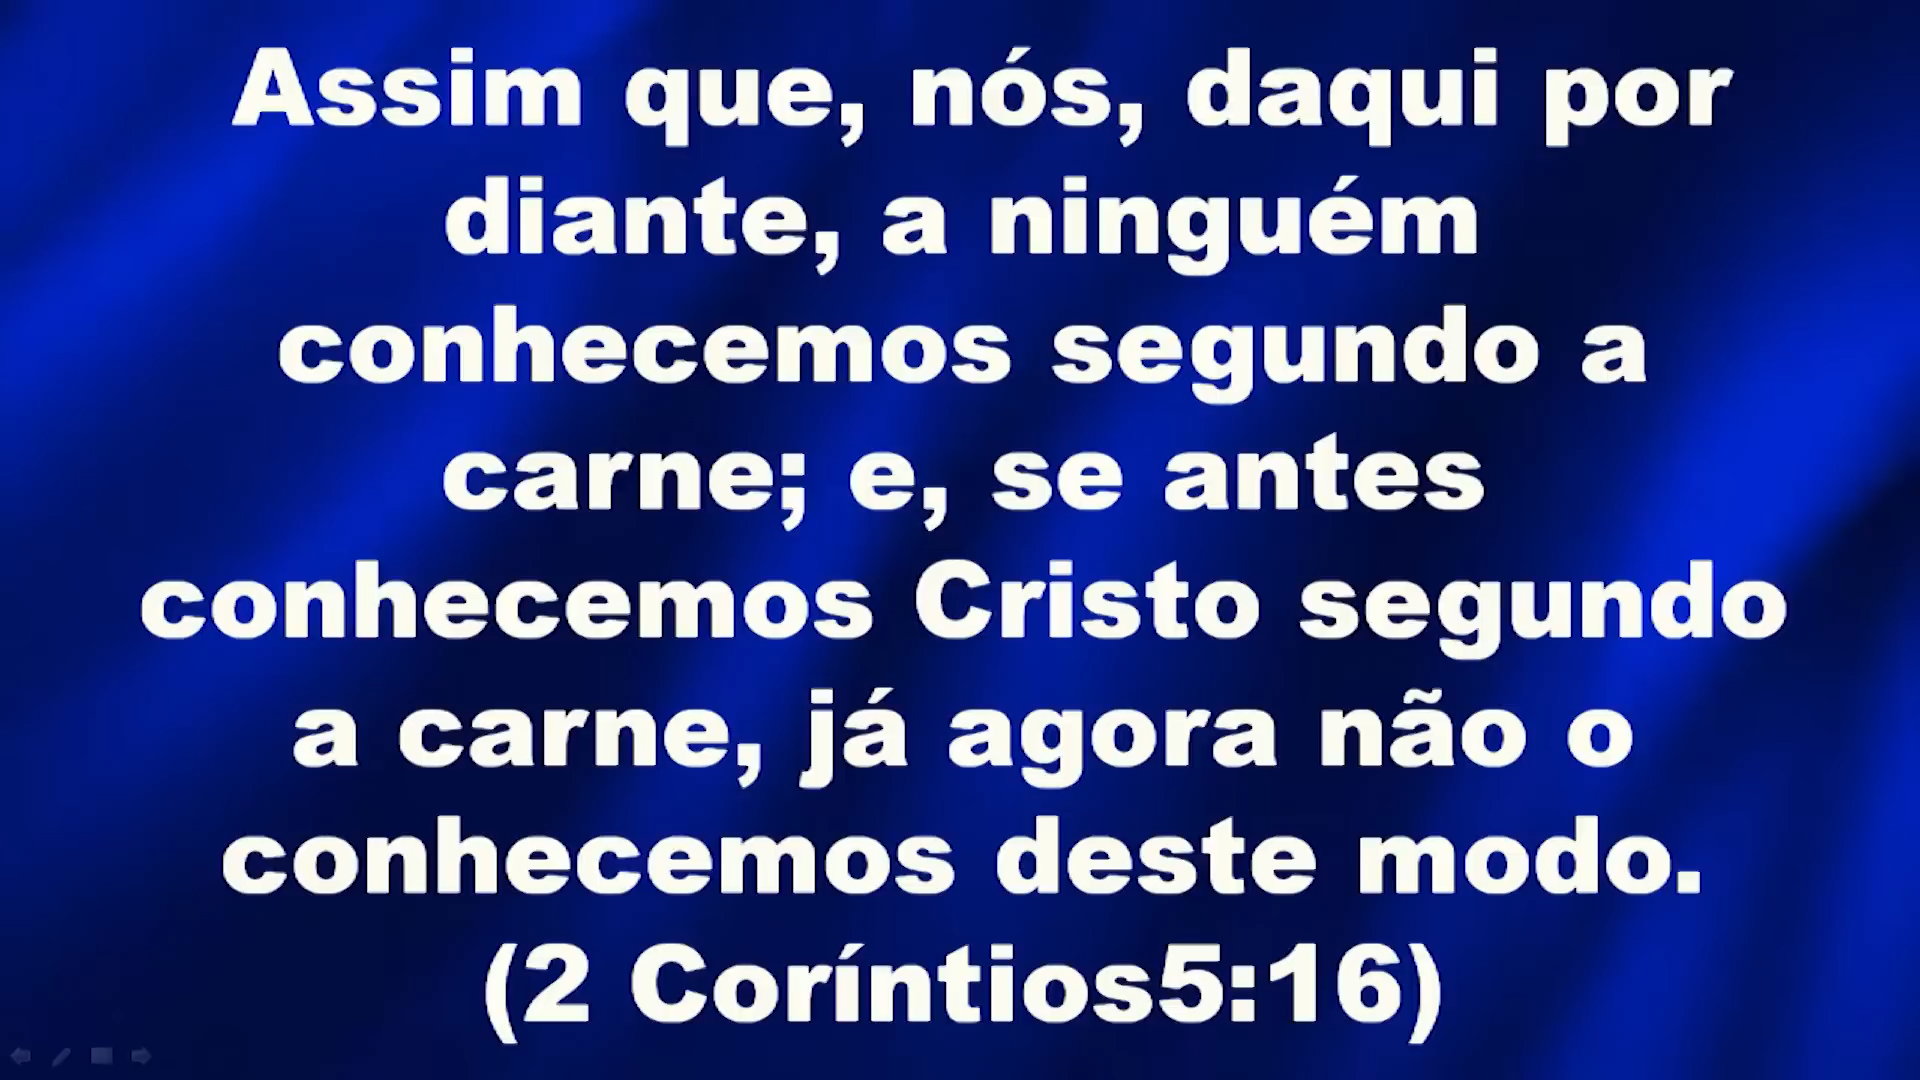 Assim que, nós, daqui por
diante, a ninguém
conhecemos segundo a
carne; e, se antes
conhecemos Cristo segundo
a carne, já agora não o
conhecemos deste modo.
(2 Coríntios5:16)